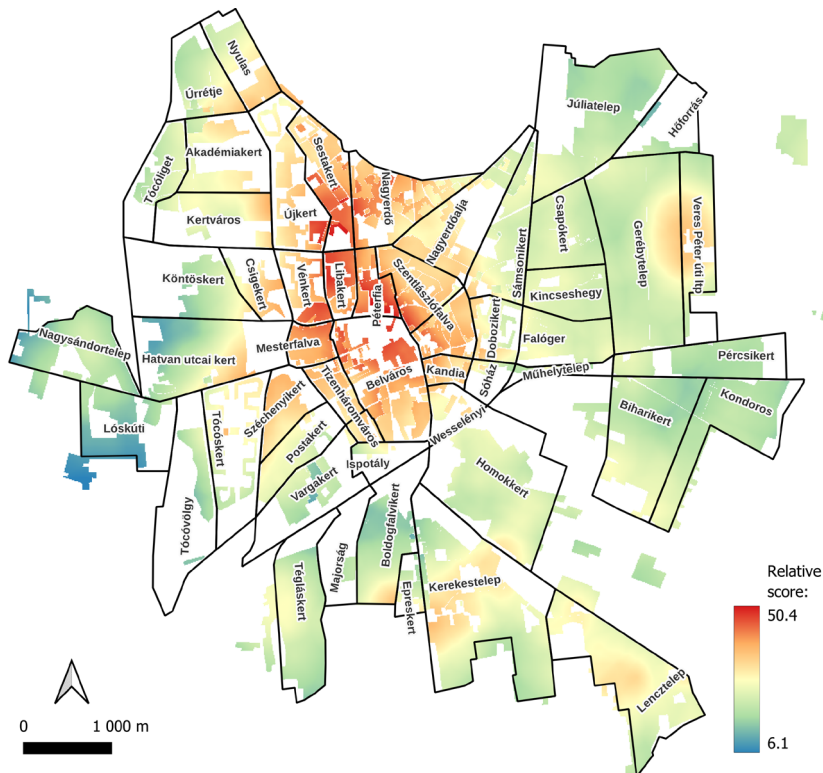 Nyulas
Úrrétje
Júliatelep
Hőforrás
Akadémiakert
Sestakert
Nagyerdő
Tócóliget
Kertváros
Újkert
Nagyerdőalja
Sámsonikert
Csapókert
Gerébytelep
Veres Péter úti ltp
Köntöskert
Csigekert
Vénkert
Libakert
Péterfia
Szentlászlófalva
Kincseshegy
Nagysándortelep
Hatvan utcai kert
Mesterfalva
Dobozikert
Falóger
Pércsikert
Belváros
Kandia
Sóház
Műhelytelep
Tizenháromváros
Széchenyikert
Biharikert
Kondoros
Lóskúti
Tócóskert
Postakert
Wesselényi
Ispotály
Vargakert
Homokkert
Tócóvölgy
Boldogfalvikert
Majorság
Tégláskert
Epreskert
Kerekestelep
Lencztelep
Relative
score:
50.4
6.1
0 1 000 m